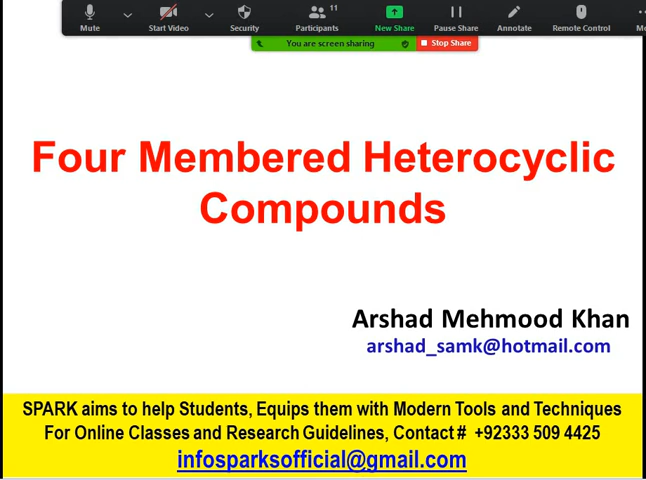 Mute
Start Video
Security
Participants
11
New Share
Pause Share
Annotate
Remote Control
You are screen sharing
Stop Share
Four Membered Heterocyclic
Compounds
Arshad Mehmood Khan
arshad_samk@hotmail.com
SPARK aims to help Students, Equips them with Modern Tools and Techniques
For Online Classes and Research Guidelines, Contact # +92333 509 4425
infosparksofficial@gmail.com